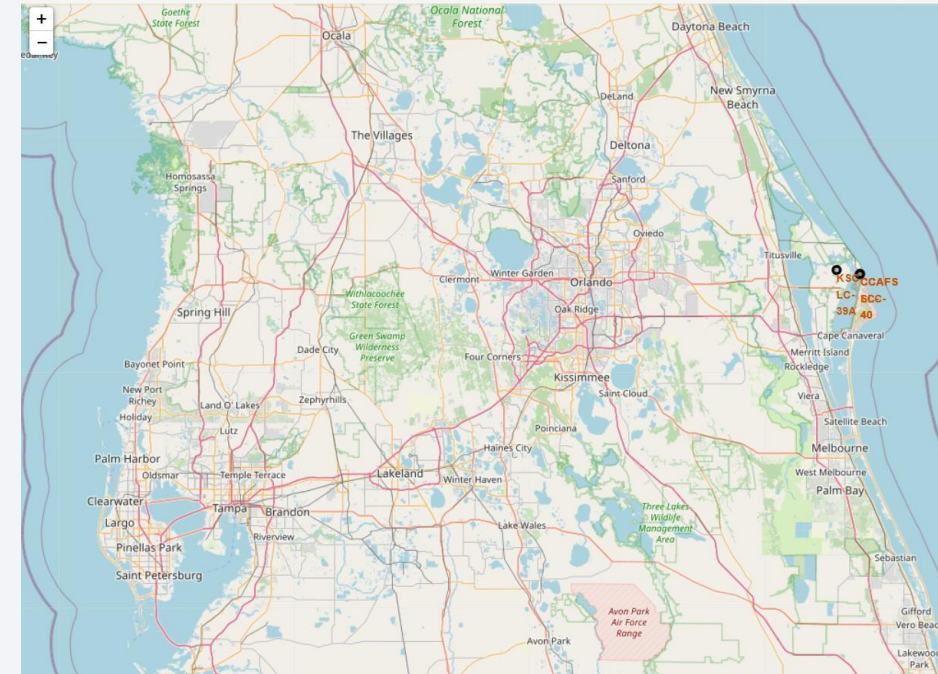 +
−
Goethe
State Forest
Ocala National
Forest
Daytona Beach
Ocala
New Smyrna
Beach
DeLand
The Villages
Deltona
Homosassa
Springs
Sanford
Oviedo
Titusville
Clermont
Winter Garden
Orlando
KSC
LC-
39A
CCAFS
40
Withlacoochee
State Forest
Spring Hill
Oak Ridge
Cape Canaveral
Green Swamp
Wilderness
Preserve
Dade City
Four Corners
Merritt Island
Rockledge
Bayonet Point
Kissimmee
New Port
Richey
Zephyrhills
Saint Cloud
Viera
Land O' Lakes
Holiday
Satellite Beach
Lutz
Poinciana
Melbourne
Haines City
Palm Harbor
Oldsmar
Temple Terrace
Lakeland
Winter Haven
West Melbourne
Palm Bay
Clearwater
Tampa
Brandon
Three Lakes
Wildlife
Management
Area
Largo
Riverview
Lake Wales
Pinellas Park
Sebastian
Saint Petersburg
Avon Park
Air Force
Range
Gifford
Vero Beac
Avon Park
Lakewoo
Park